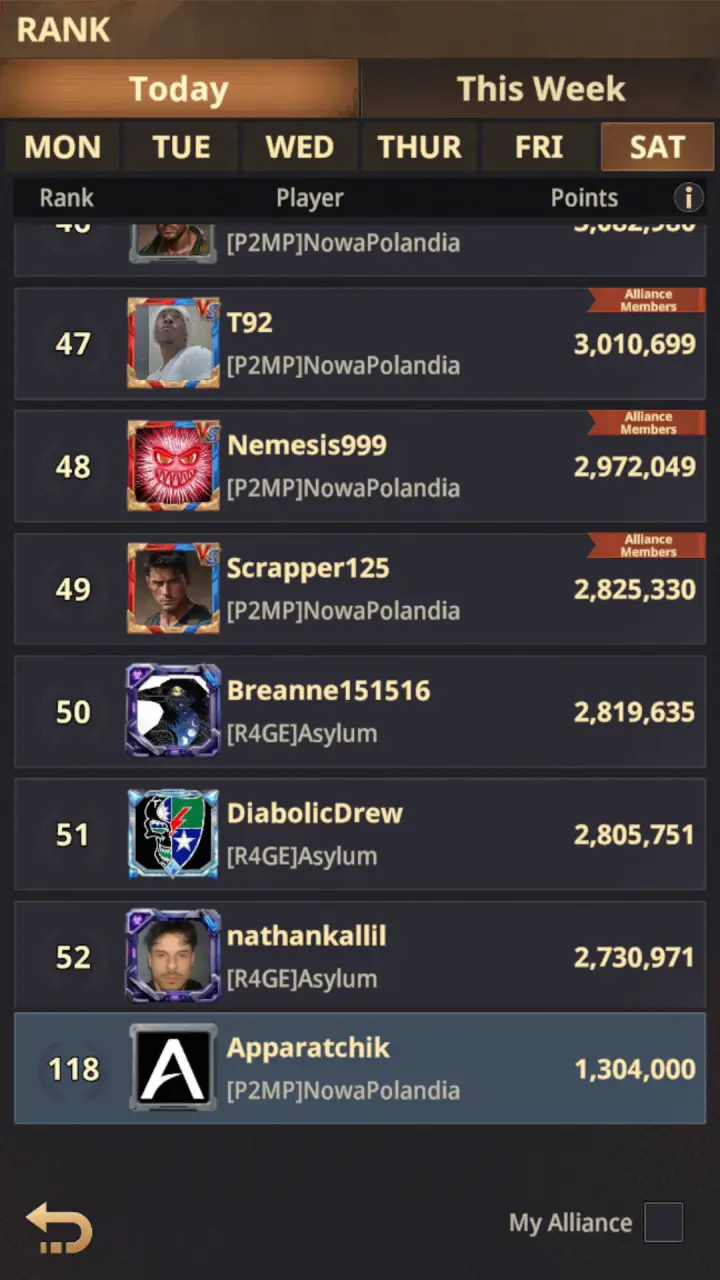 RANK
Today
This Week
MON
TUE
WED
THUR
FRI
SAT
Rank
Player
Points
[P2MP]NowaPolandia
Alliance
Members
47
T92
3,010,699
[P2MP]NowaPolandia
Alliance
Members
48
Nemesis999
2,972,049
[P2MP]NowaPolandia
Alliance
Members
49
Scrapper125
2,825,330
[P2MP]NowaPolandia
50
Breanne151516
2,819,635
[R4GE]Asylum
51
DiabolicDrew
2,805,751
[R4GE]Asylum
52
nathankallil
2,730,971
[R4GE]Asylum
118
Apparatchik
1,304,000
[P2MP]NowaPolandia
My Alliance